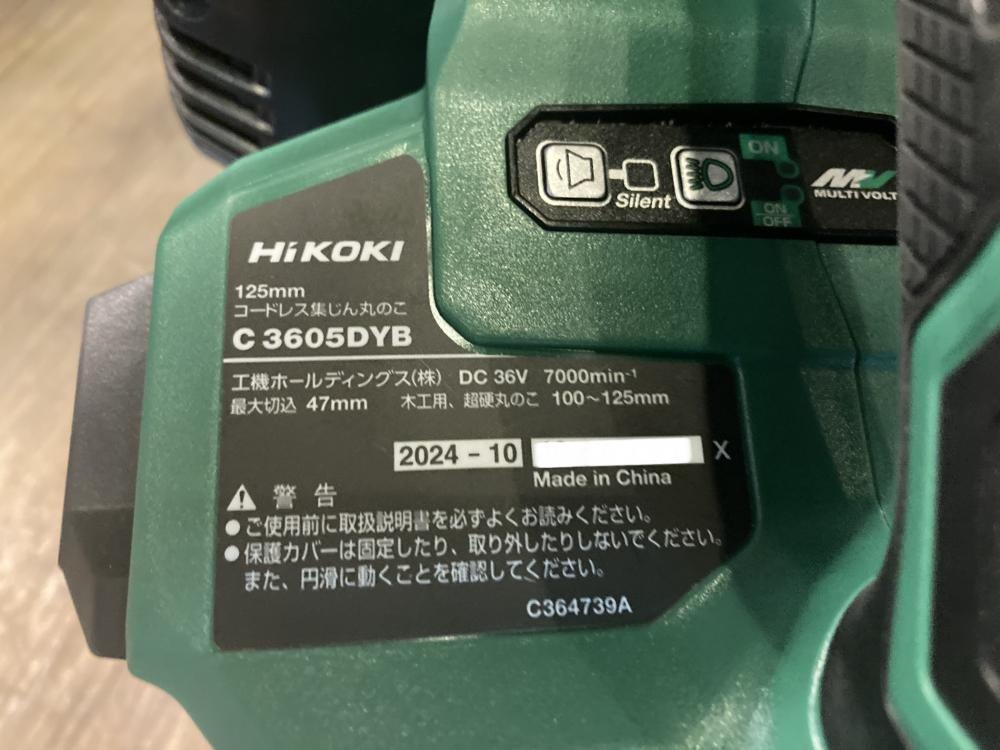 ON
Silent
ON
OFF
MV
MULTI VOLT
HiKOKI
125mm
コードレス集じん丸のこ
C 3605DYB
工機ホールディングス(株) DC 36V 7000min-1
最大切込 47mm 木工用、超硬丸のこ 100～125mm
2024 - 10 X
Made in China
警告
●ご使用前に取扱説明書を必ずよくお読みください。
●保護カバーは固定したり、取り外したりしないでください。
また、円滑に動くことを確認してください。
C364739A